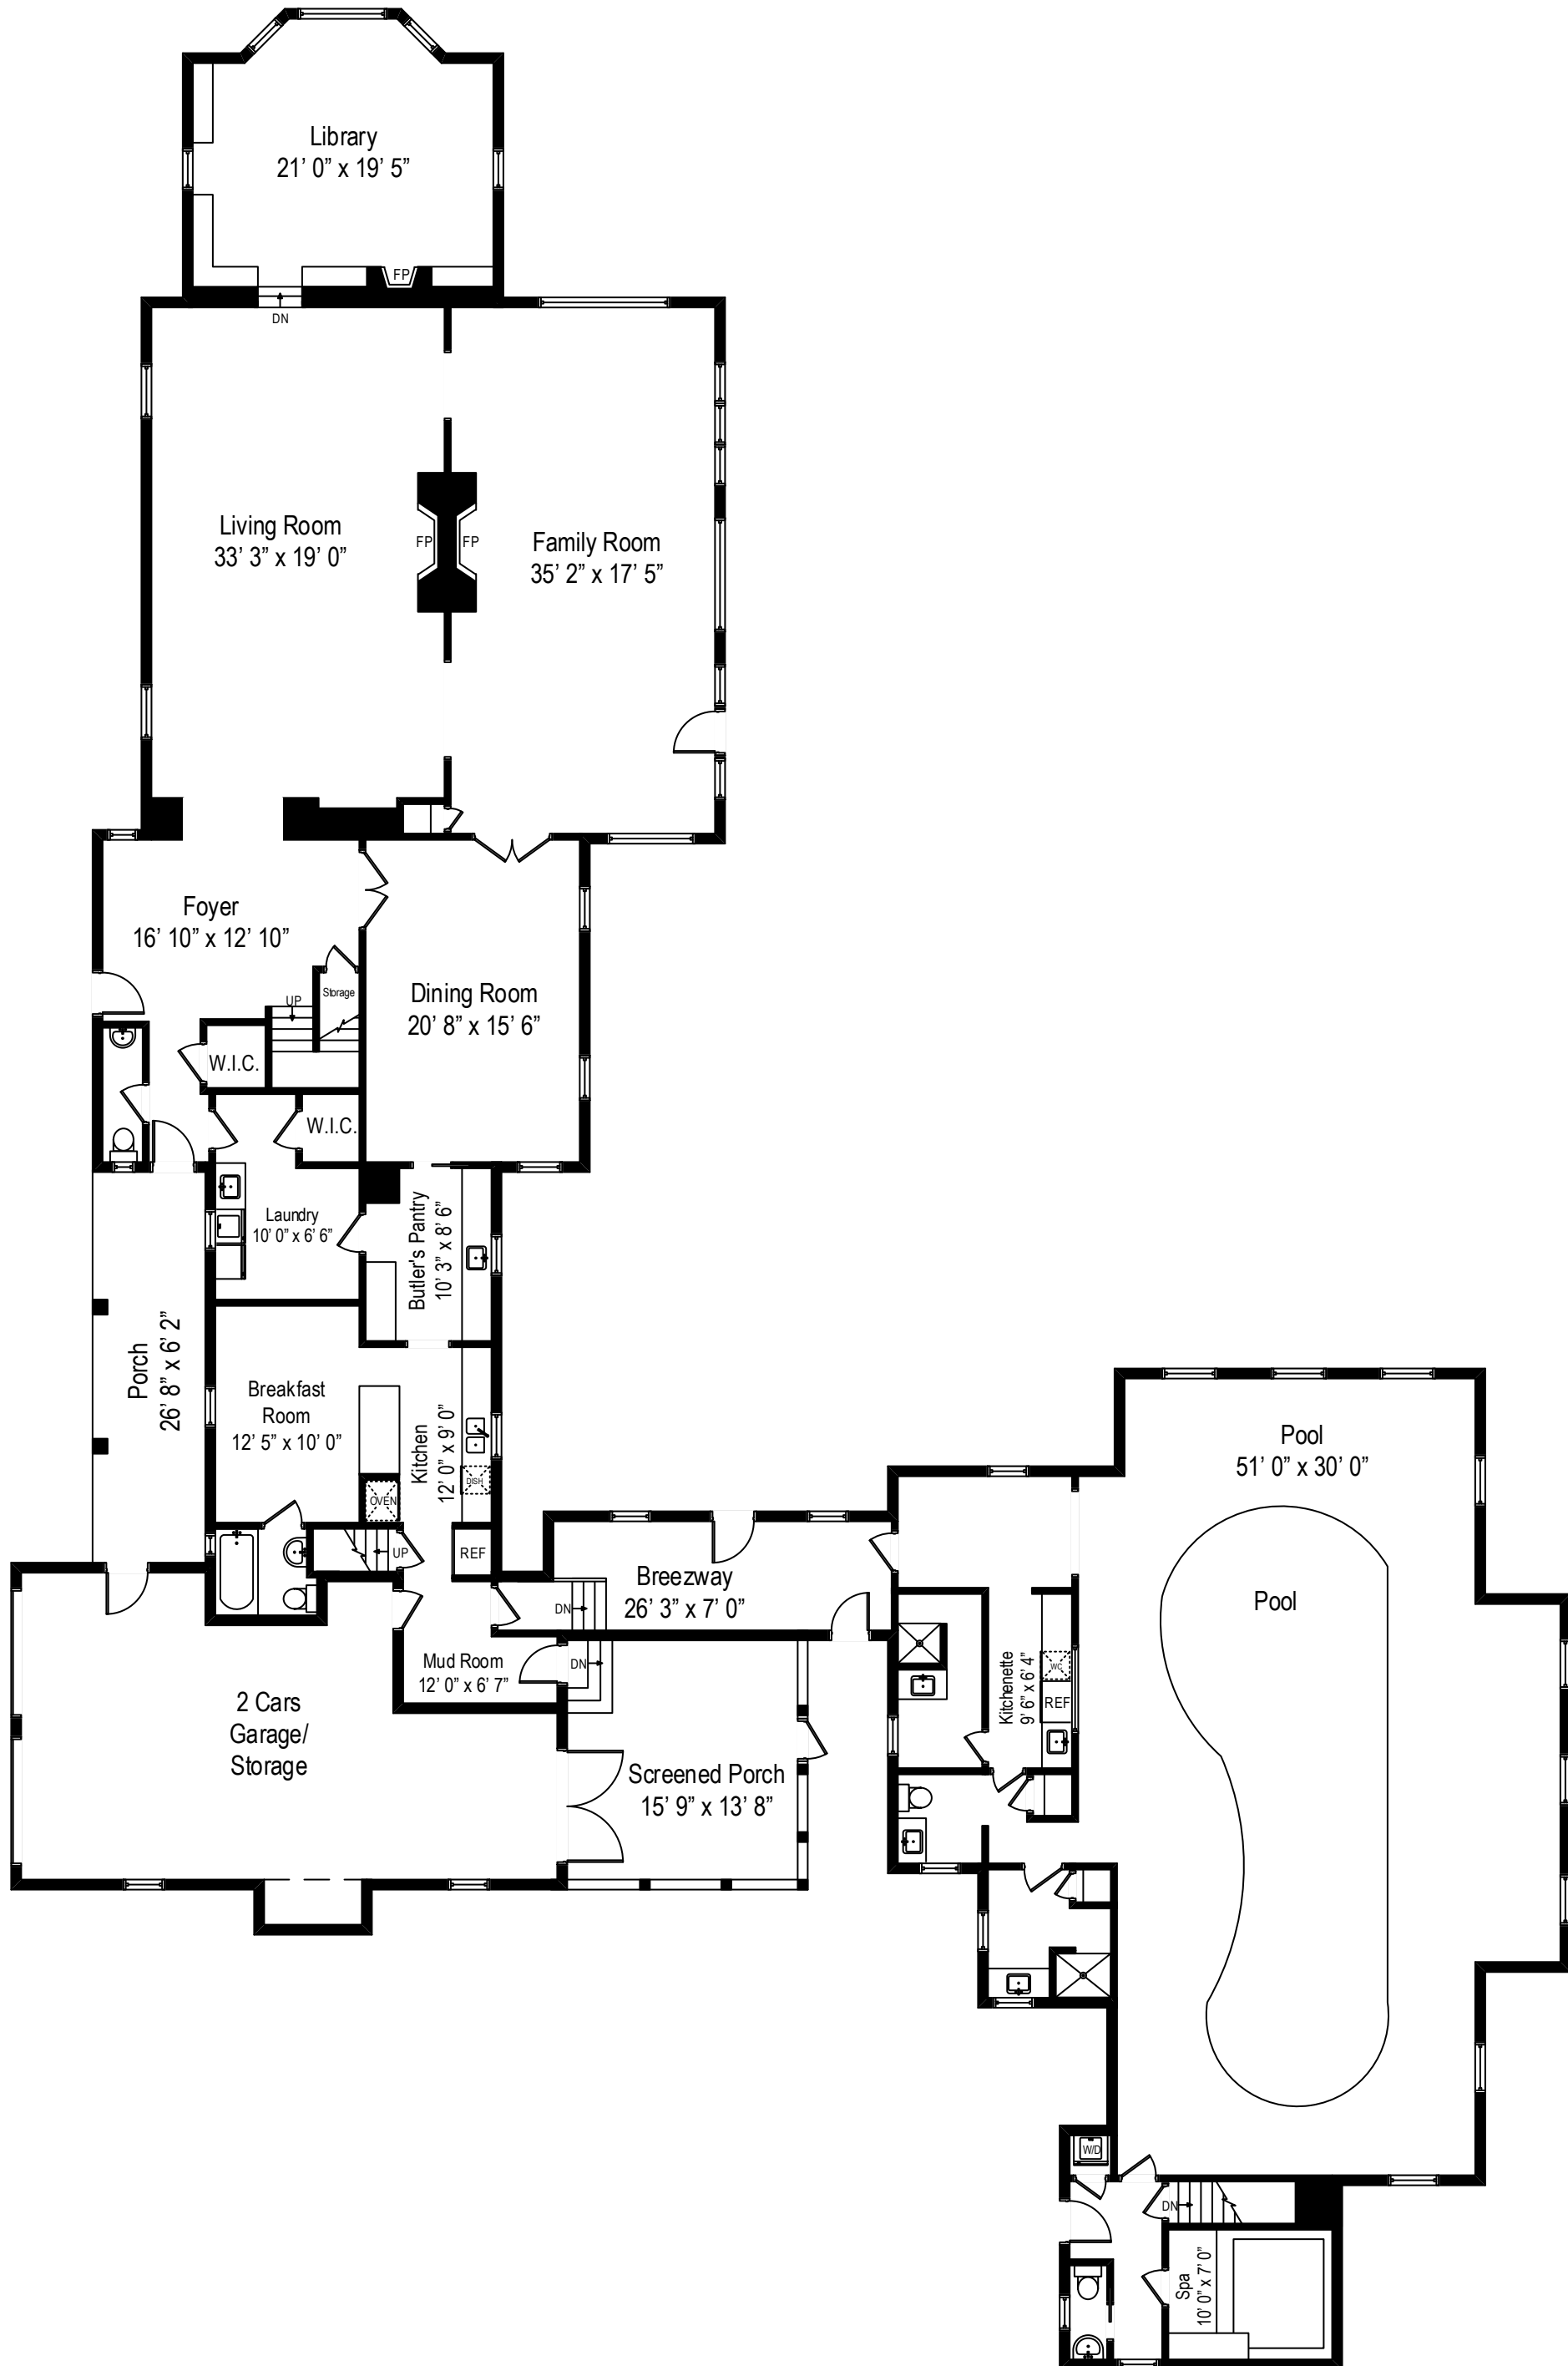 Library
21' 0” x 19' 5”
FP
DN
Living Room
33' 3” x 19' 0”
FP
FP
Family Room
35' 2” x 17' 5”
Foyer
16' 10” x 12' 10”
Storage
UP
Dining Room
20' 8” x 15' 6”
W.I.C.
W.I.C.
Laundry
10' 0” x 6' 6”
Butler's Pantry
10' 3” x 8' 6”
Porch
26' 8” x 6' 2”
Breakfast
Room
12' 5” x 10' 0”
Kitchen
12' 0” x 9' 0”
DISH
OVEN
UP
REF
Pool
51' 0” x 30' 0”
Pool
Breezway
26' 3” x 7' 0”
DN
DN
Mud Room
12' 0” x 6' 7”
Kitchenette
9' 6” x 6' 4”
WC
REF
2 Cars
Garage/
Storage
Screened Porch
15' 9” x 13' 8”
W/D
DN
Spa
10' 0” x 7' 0”